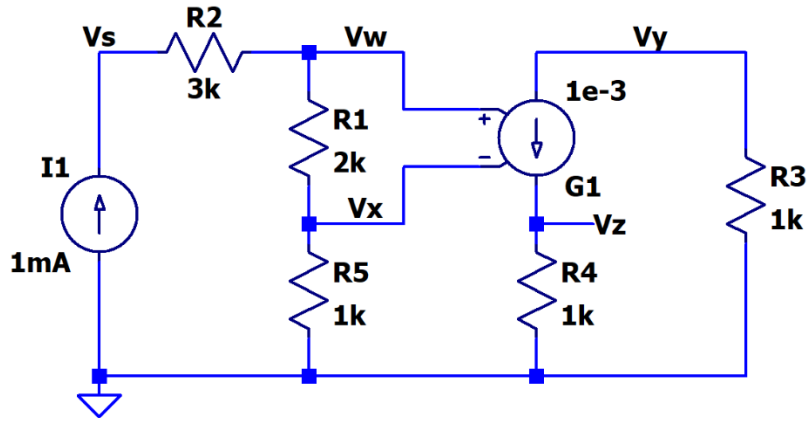 R2
Vs
Vw
Vy
3k
1e-3
R1
+
2k
-
I1
G1
R3
Vx
Vz
1k
1mA
R5
R4
1k
1k